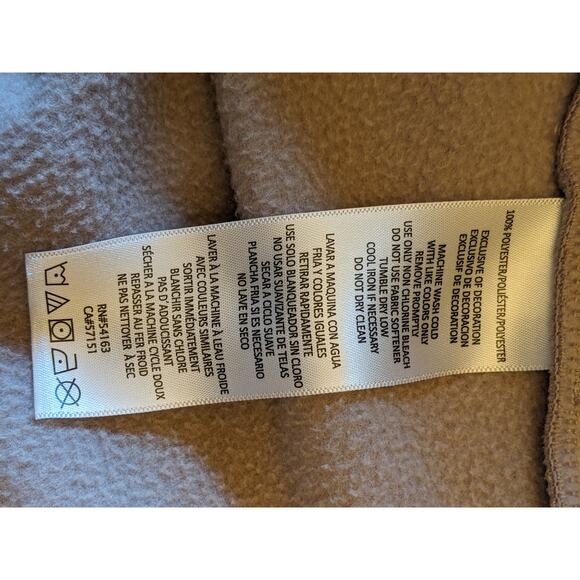 100% POLYESTER/POLIÉSTER/POLYESTER
EXCLUSIVE OF DECORATION
EXCLUSIVO DE DECORACION
EXCLUSIF DE DÉCORATION
MACHINE WASH COLD
WITH LIKE COLORS ONLY
REMOVE PROMPTLY
USE ONLY NON CHLORINE BLEACH
DO NOT USE FABRIC SOFTENER
TUMBLE DRY LOW
COOL IRON IF NECESSARY
DO NOT DRY CLEAN
LAVAR A MAQUINA CON AGUA
FRIA Y COLORES IGUALES
RETIRAR RAPIDAMENTE
USE SOLO BLANQUEADOR SIN CLORO
NO USAR SUAVIZANTE DE TELAS
SECAR A CICLO SUAVE
PLANCHA FRIA SI ES NECESARIO
NO LAVE EN SECO
LAVER À LA MACHINE À L'EAU FROIDE
AVEC COULEURS SIMILAIRES
SORTIR IMMÉDIATEMENT
BLANCHIR SANS CHLORE
PAS D'ADOUCISSANT
SÉCHER À LA MACHINE CYCLE DOUX
REPASSER AU FER FROID
NE PAS NETTOYER À SEC
RN#54163
CA#57151